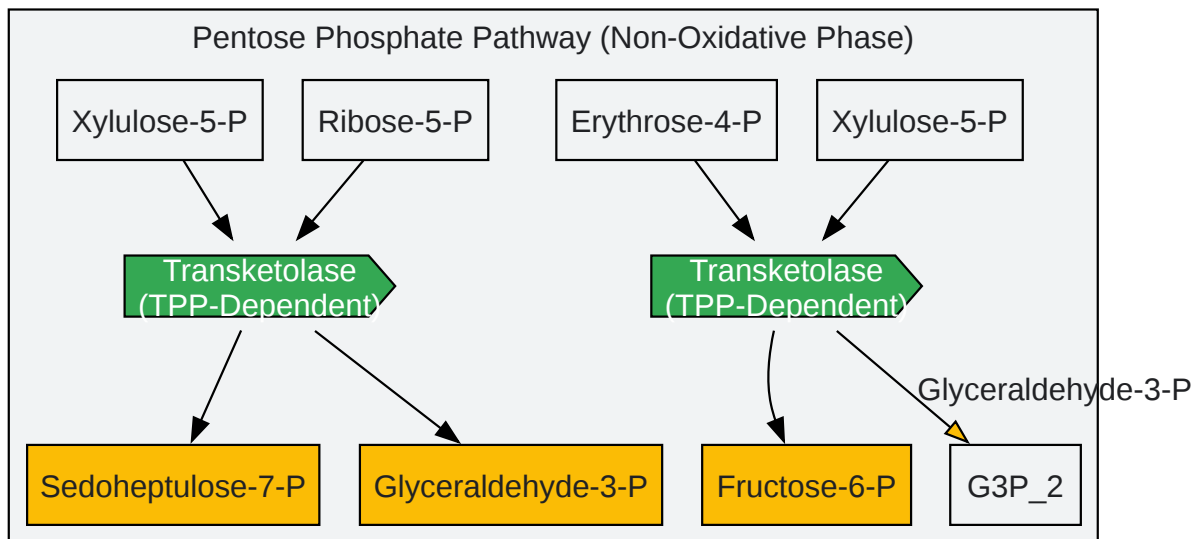 Pentose Phosphate Pathway (Non-Oxidative Phase)
Xylulose-5-P
Ribose-5-P
Erythrose-4-P
Xylulose-5-P
Transketolase
(TPP-Dependent)
Transketolase
(TPP-Dependent)
Glyceraldehyde-3-P
Sedoheptulose-7-P
Glyceraldehyde-3-P
Fructose-6-P
G3P_2